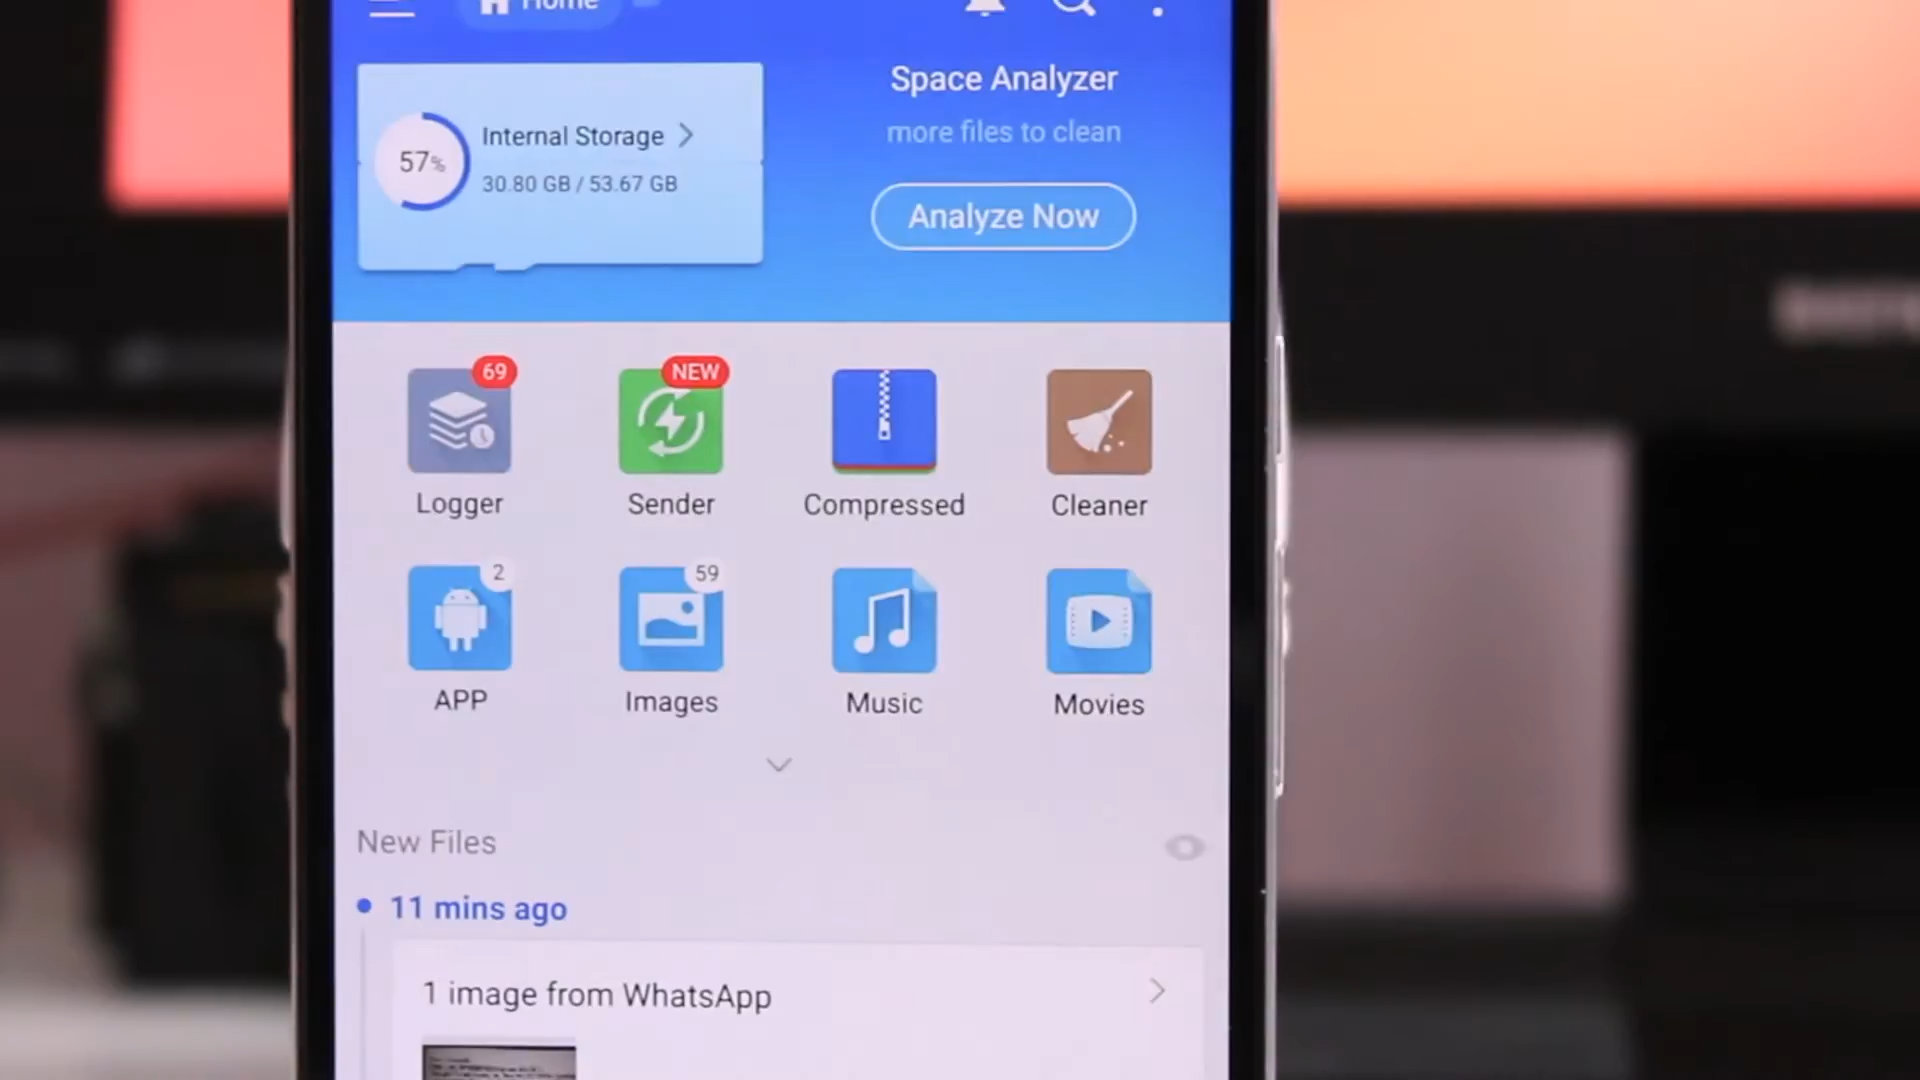 Home
Space Analyzer
more files to clean
Analyze Now
57%
Internal Storage
30.80 GB / 53.67 GB
69
NEW
Logger
Sender
Compressed
Cleaner
2
59
APP
Images
Music
Movies
New Files
11 mins ago
1 image from WhatsApp